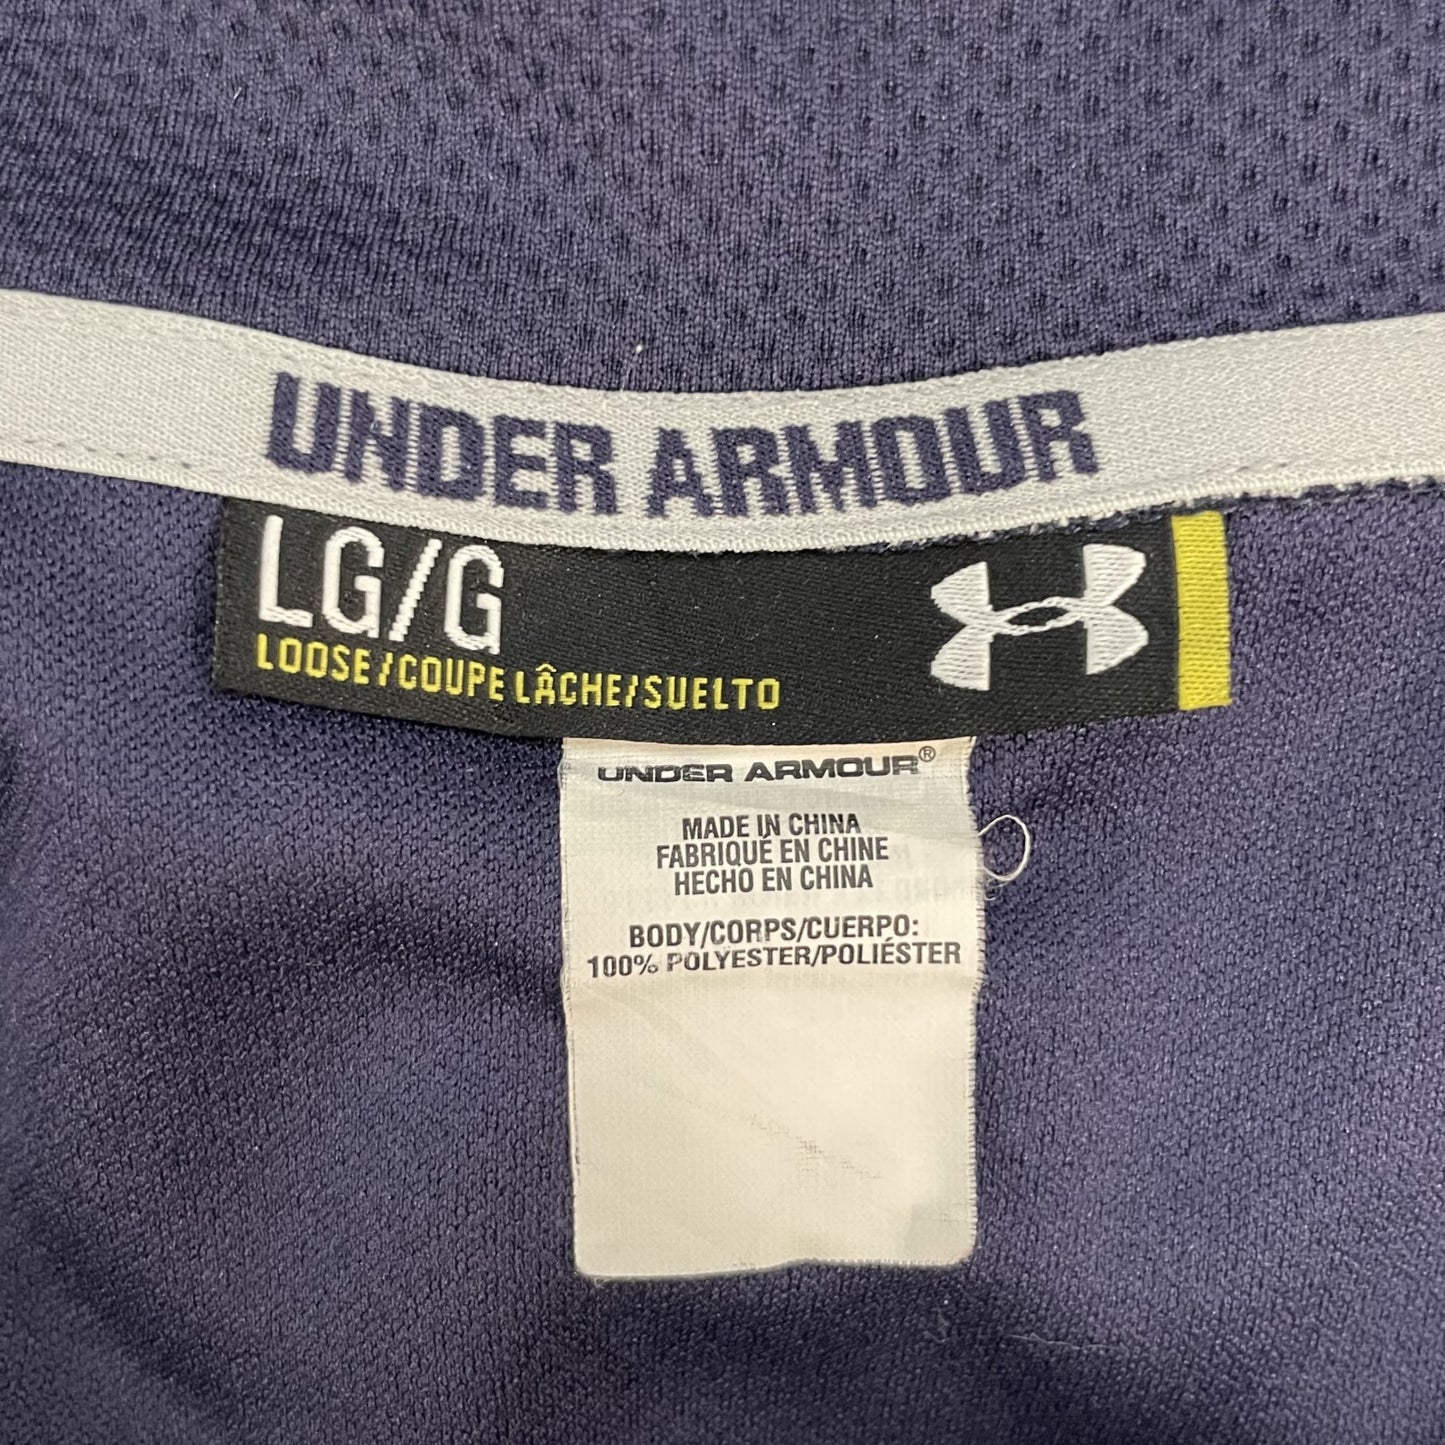 UNDER ARMOUR
LG/G
LOOSE/COUPE LÂCHE/SUELTO
UNDER ARMOUR®
MADE IN CHINA
FABRIQUÉ EN CHINE
HECHO EN CHINA
BODY/CORPS/CUERPO:
100% POLYESTER/POLIÉSTER